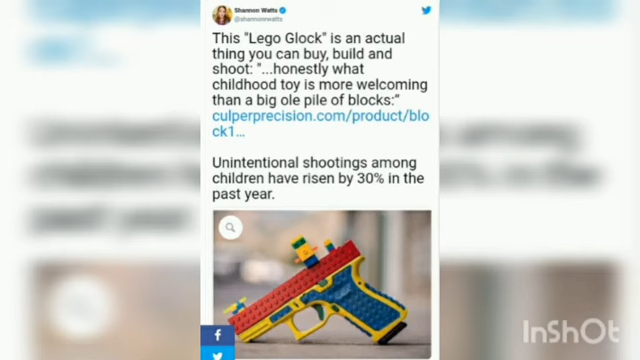 Shannon Watts
@shannonrwatts
This "Lego Glock" is an actual
thing you can buy, build and
shoot: "...honestly what
childhood toy is more welcoming
than a big ole pile of blocks:"
culperprecision.com/product/blo
ck1...
Unintentional shootings among
children have risen by 30% in the
past year.
InShOt